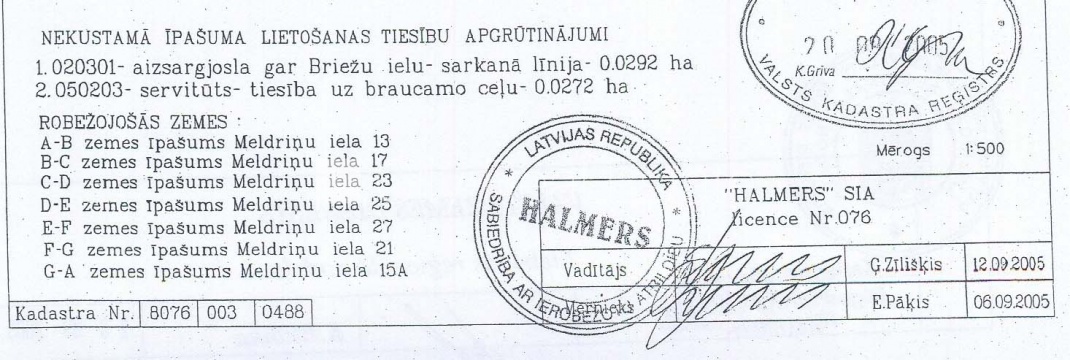 NEKUSTAMĀ ĪPAŠUMA LIETOŠANAS TIESĪBU APGRŪTINĀJUMI
1. 020301- aizsargjosla gar Briežu ielu- sarkanā līnija- 0.0292 ha
2. 050203- servitūts- tiesība uz braucamo ceļu- 0.0272 ha
ROBEŽOJOŠĀS ZEMES :
A-B zemes īpašums Meldriņu iela 13
B-C zemes īpašums Meldriņu iela 17
C-D zemes īpašums Meldriņu iela 23
D-E zemes īpašums Meldriņu iela 25
E-F zemes īpašums Meldriņu iela 27
F-G zemes īpašums Meldriņu iela 21
G-A zemes īpašums Meldriņu iela 15A
Kadastra Nr. 8076 003 0488
20 09 2005
K.Griva
VALSTS KADASTRA REĢISTRS
Mērogs 1:500
LATVIJAS REPUBLIKA
HALMERS
SABIEDRĪBA AR IEROBEŽOTU ATBILDĪBU
"HALMERS" SIA
licence Nr.076
Vadītājs Ģ.Zīlišķis 12.09.2005
Mērnieks E.Pāķis 06.09.2005